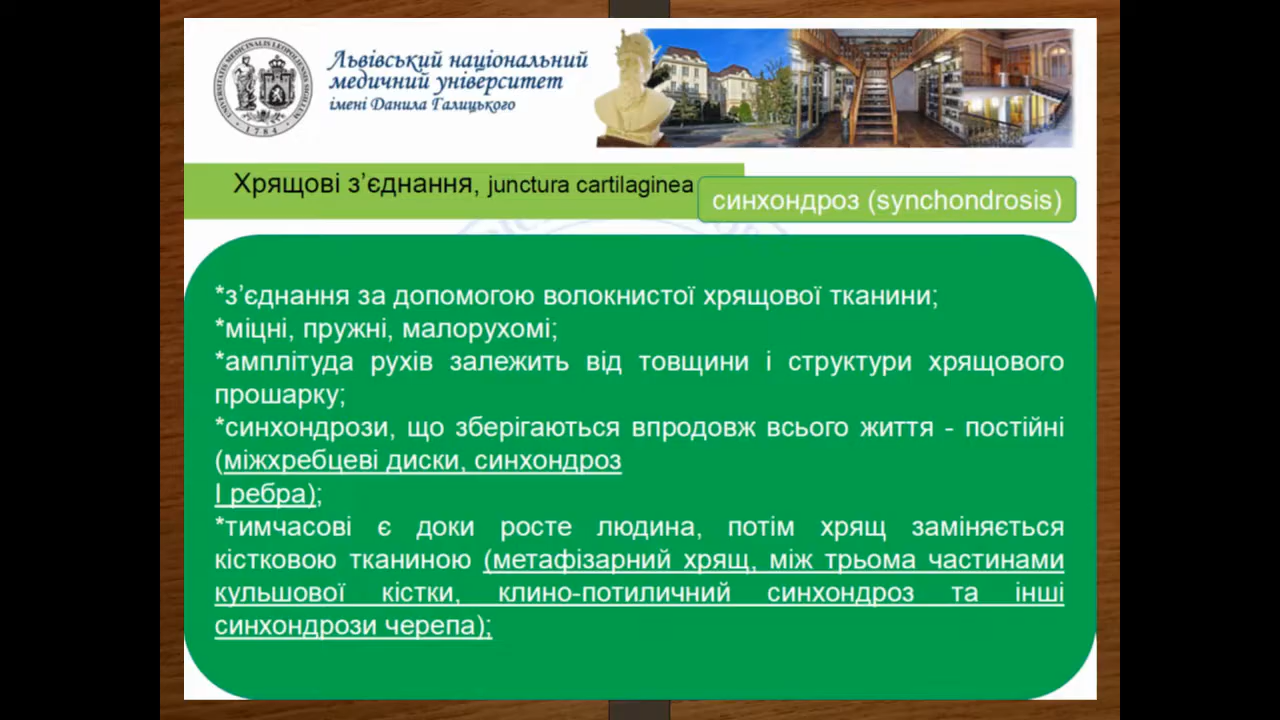 Львівський національний
медичний університет
імені Данила Галицького
Хрящові з’єднання, junctura cartilaginea
синхондроз (synchondrosis)
*з’єднання за допомогою волокнистої хрящової тканини;
*міцні, пружні, малорухомі;
*амплітуда рухів залежить від товщини і структури хрящового
прошарку;
*синхондрози, що зберігаються впродовж всього життя - постійні
(міжхребцеві диски, синхондроз
І ребра);
*тимчасові є доки росте людина, потім хрящ заміняється
кістковою тканиною (метафізарний хрящ, між трьома частинами
кульшової кістки, клино-потиличний синхондроз та інші
синхондрози черепа);